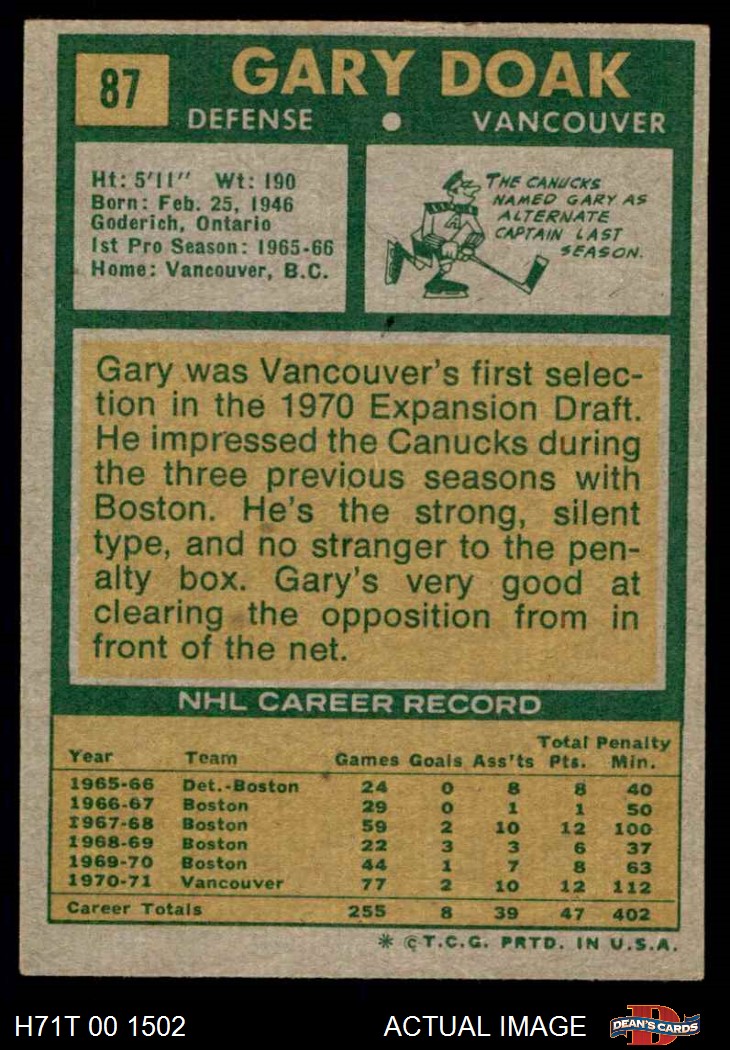 87
GARY DOAK
DEFENSE • VANCOUVER
Ht: 5'11" Wt: 190
Born: Feb. 25, 1946
Goderich, Ontario
1st Pro Season: 1965-66
Home: Vancouver, B.C.
THE CANUCKS
NAMED GARY AS
ALTERNATE
CAPTAIN LAST
SEASON.
A
Gary was Vancouver's first selec-
tion in the 1970 Expansion Draft.
He impressed the Canucks during
the three previous seasons with
Boston. He's the strong, silent
type, and no stranger to the pen-
alty box. Gary's very good at
clearing the opposition from in
front of the net.
NHL CAREER RECORD
Total Penalty
Year Team Games Goals Ass'ts Pts. Min.
1965-66 Det.-Boston 24 0 8 8 40
1966-67 Boston 29 0 1 1 50
1967-68 Boston 59 2 10 12 100
1968-69 Boston 22 3 3 6 37
1969-70 Boston 44 1 7 8 63
1970-71 Vancouver 77 2 10 12 112
Career Totals 255 8 39 47 402
* © T.C.G. PRTD. IN U.S.A.
H71T 00 1502 ACTUAL IMAGE DEAN'S CARDS